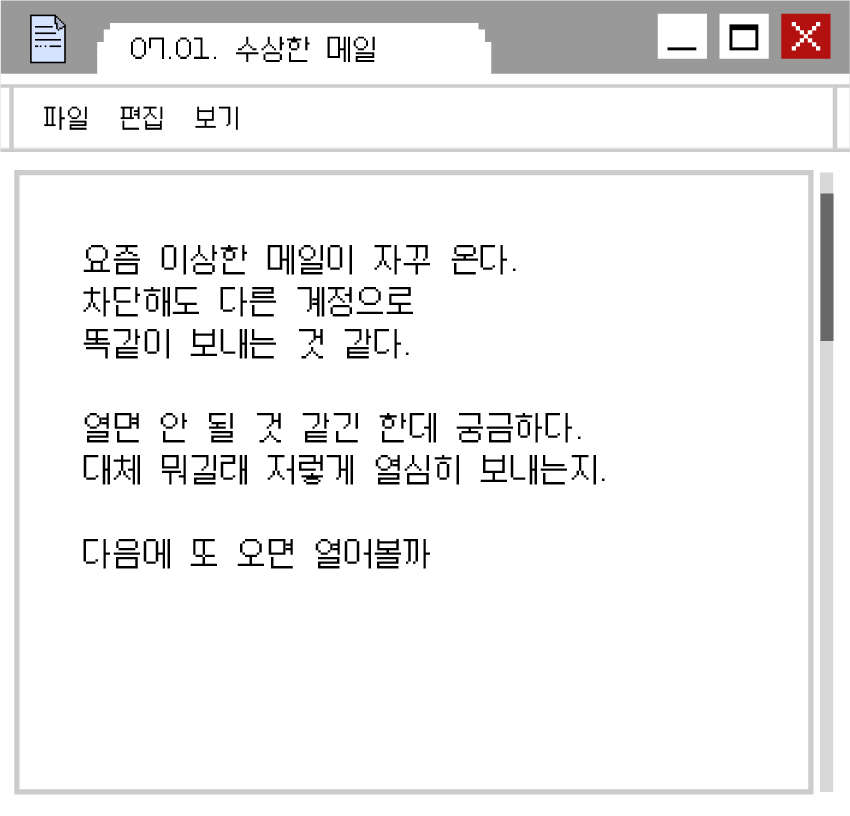 07.01. 수상한 메일
파일 편집 보기
요즘 이상한 메일이 자꾸 온다.
차단해도 다른 계정으로
똑같이 보내는 것 같다.
열면 안 될 것 같긴 한데 궁금하다.
대체 뭐길래 저렇게 열심히 보내는지.
다음에 또 오면 열어볼까